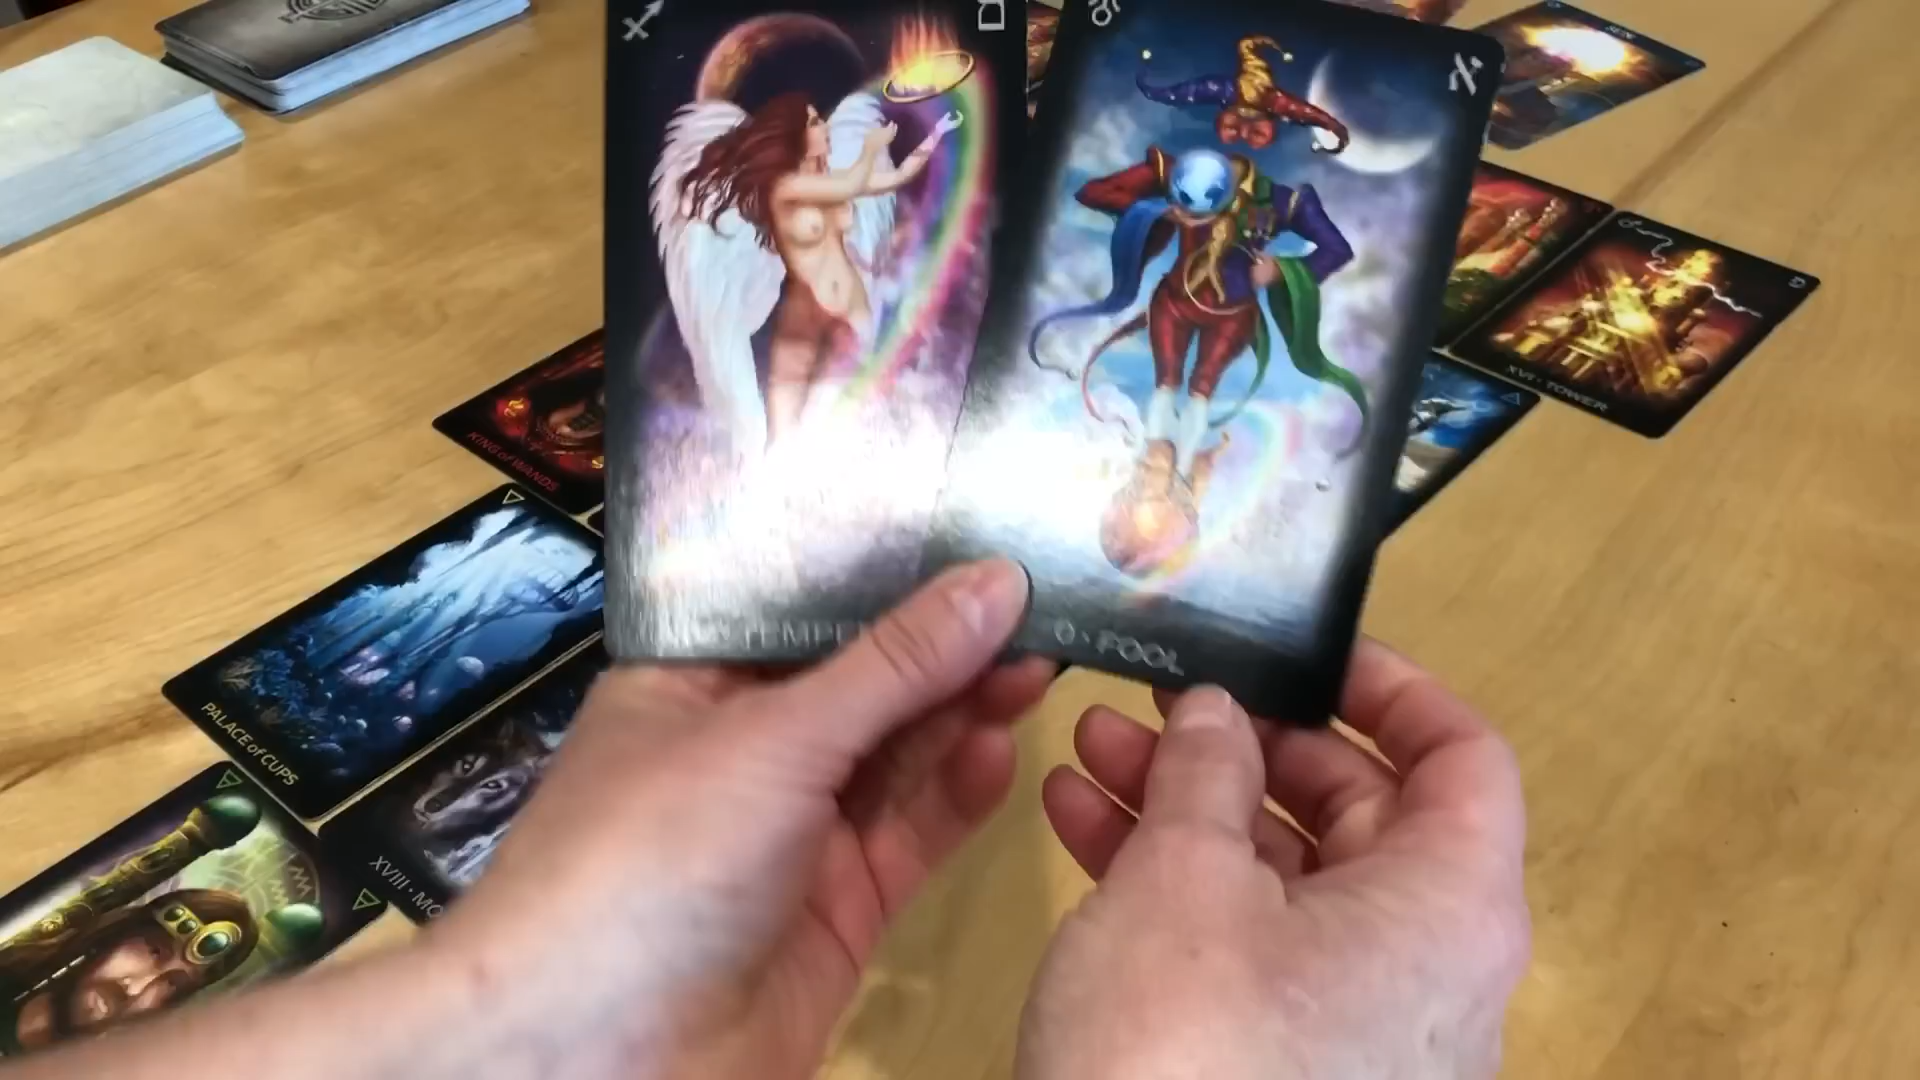 0 · FOOL
XVI · TOWER
KING of WANDS
PALACE of CUPS
XVIII · MO